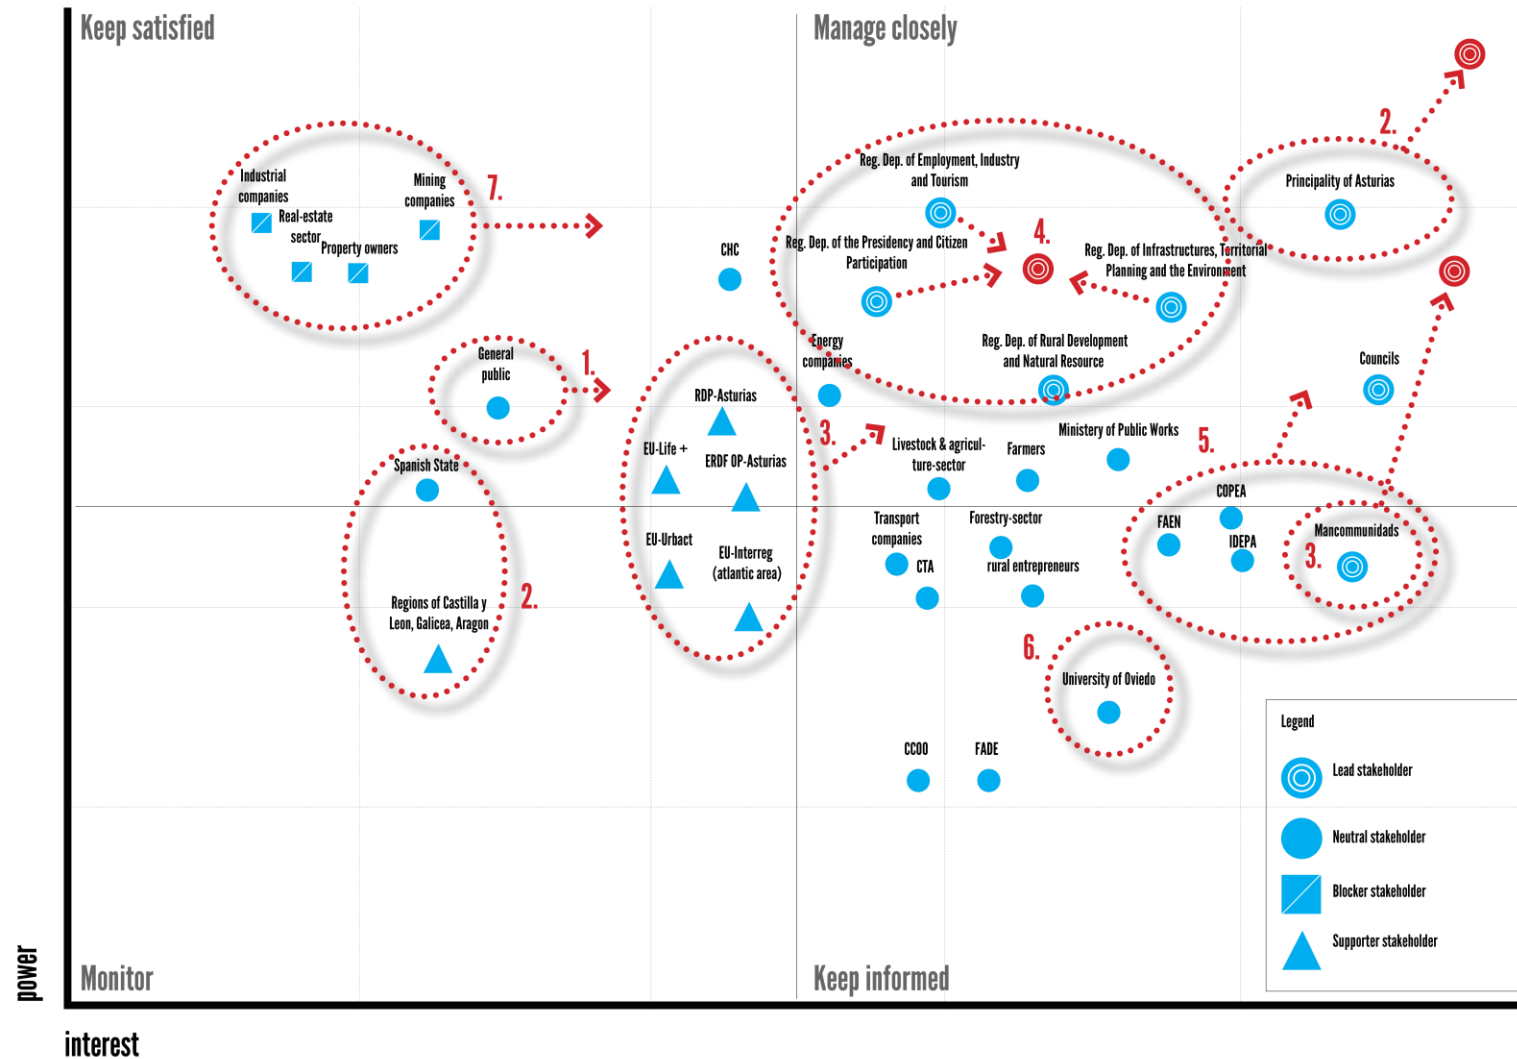 Keep satisfied
Manage closely
2.
Industrial
companies
Mining
companies
7.
Real-estate
sector
Property owners
CHC
Reg. Dep. of Employment, Industry
and Tourism
Principality of Asturias
4.
Reg. Dep. of the Presidency and Citizen
Participation
Reg. Dep. of Infrastructures, Territorial
Planning and the Environment
General
public
1.
Energy
companies
Reg. Dep. of Rural Development
and Natural Resource
Councils
RDP-Asturias
3.
EU-Life +
ERDF OP-Asturias
Livestock & agricul-
ture-sector
Farmers
Ministery of Public Works
5.
Spanish State
COPEA
Transport
companies
Forestry-sector
FAEN
Mancommunidads
EU-Urbact
EU-Interreg
(atlantic area)
CTA
rural entrepreneurs
IDEPA
3.
Regions of Castilla y
Leon, Galicea, Aragon
2.
6.
University of Oviedo
CCOO
FADE
Legend
Lead stakeholder
Neutral stakeholder
Blocker stakeholder
Supporter stakeholder
Monitor
Keep informed
power
interest